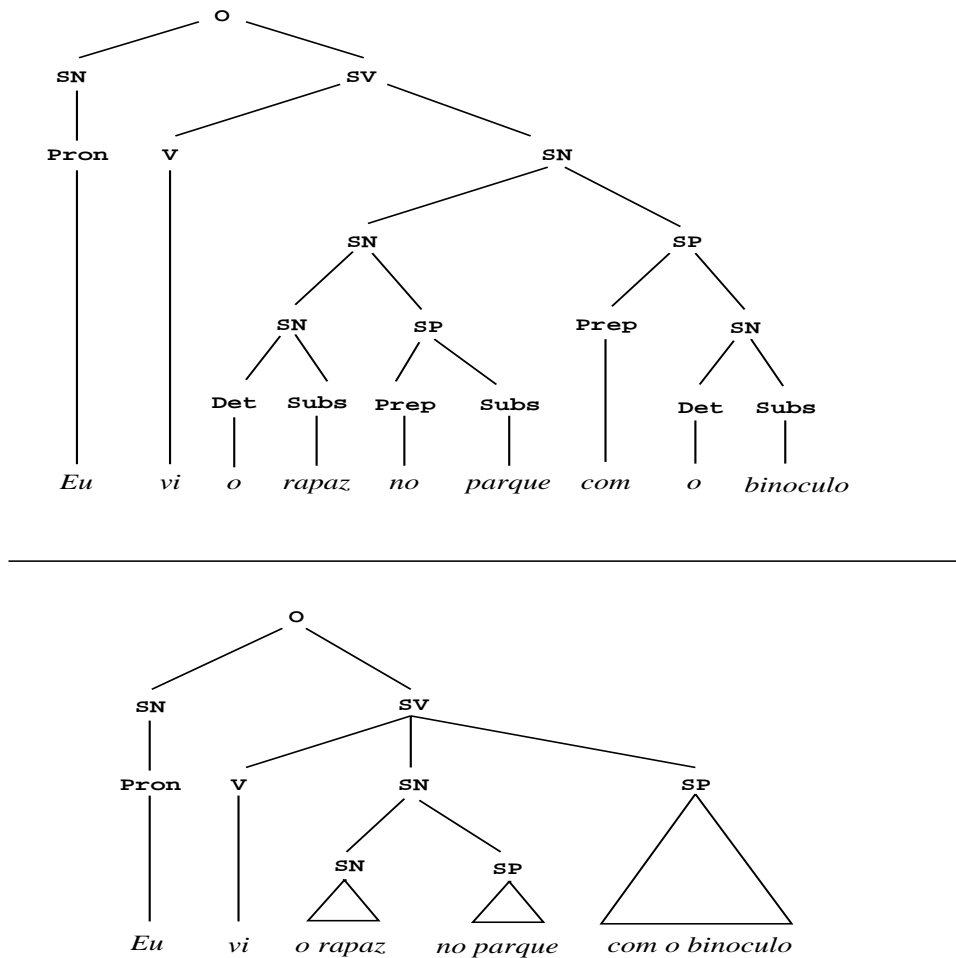 O
SN SV
Pron V SN
SN SP
SN SP Prep SN
Det Subs Prep Subs Det Subs
Eu vi o rapaz no parque com o binoculo
O
SN SV
Pron V SN SP
SN SP
Eu vi o rapaz no parque com o binoculo